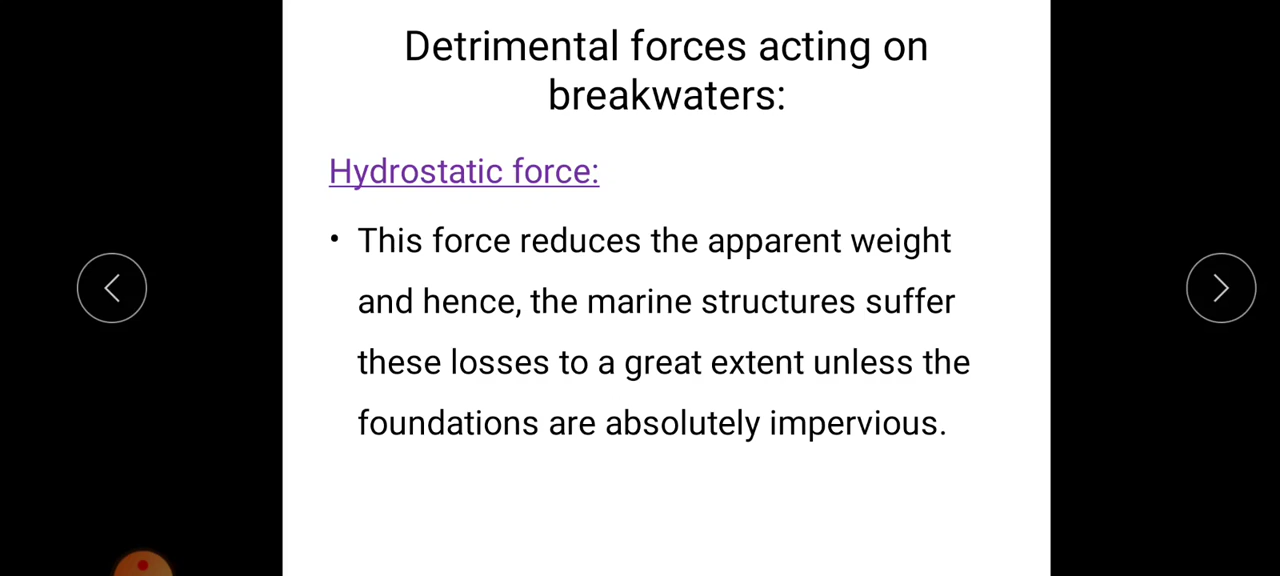 Detrimental forces acting on
breakwaters:
Hydrostatic force:
• This force reduces the apparent weight
and hence, the marine structures suffer
these losses to a great extent unless the
foundations are absolutely impervious.